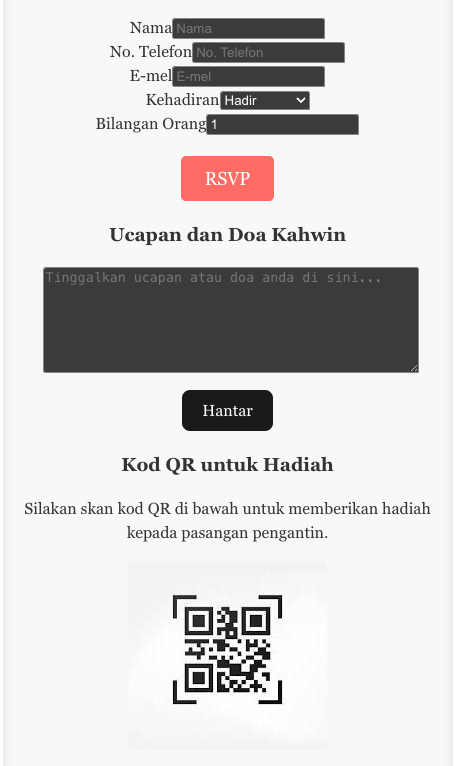 Nama Nama
No. Telefon No. Telefon
E-mel E-mel
Kehadiran Hadir
Bilangan Orang 1
RSVP
Ucapan dan Doa Kahwin
Tinggalkan ucapan atau doa anda di sini...
Hantar
Kod QR untuk Hadiah
Silakan skan kod QR di bawah untuk memberikan hadiah
kepada pasangan pengantin.